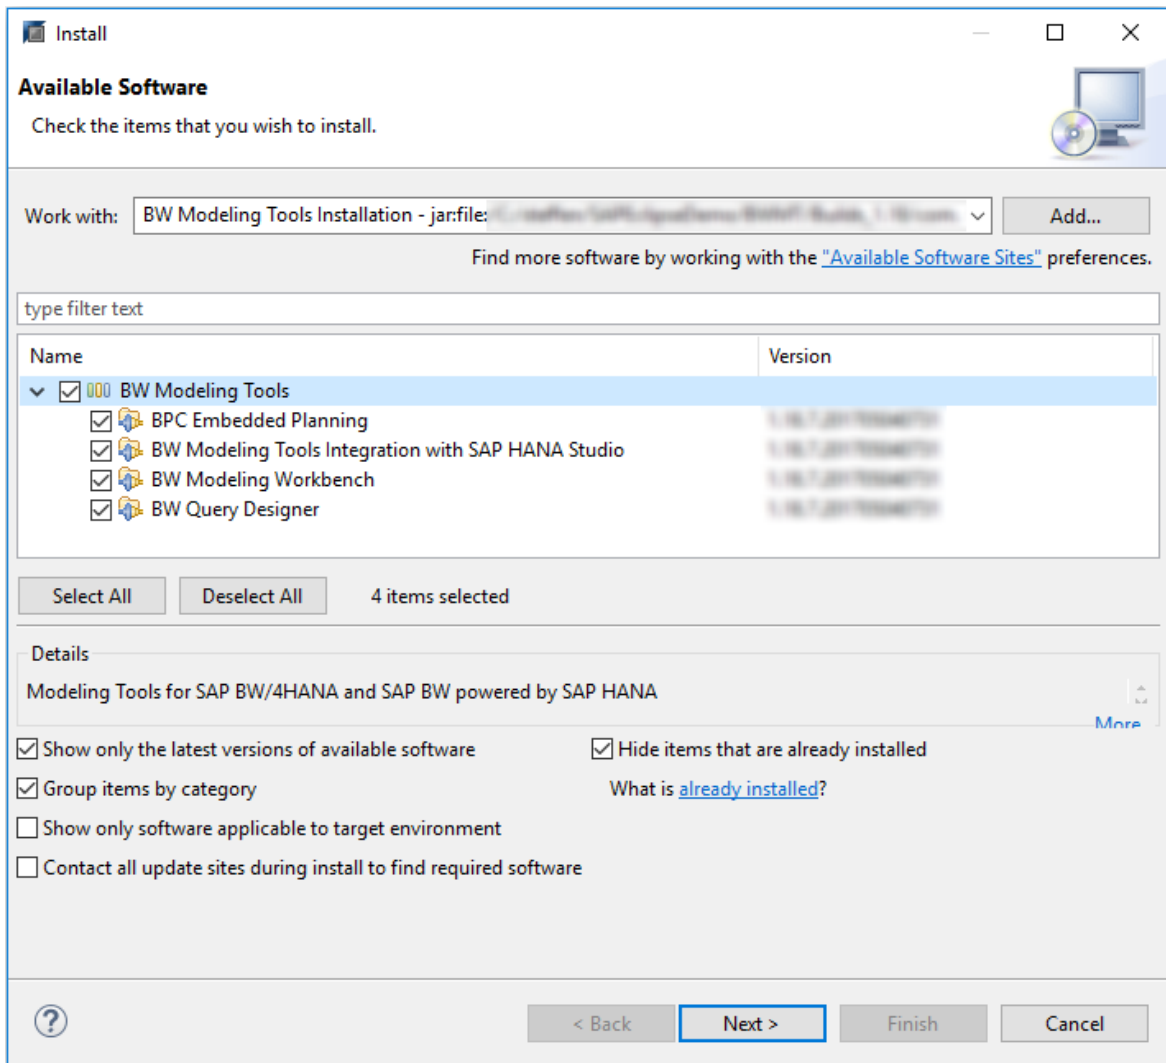 Install
Available Software
Check the items that you wish to install.
Work with: BW Modeling Tools Installation - jar:file: Add...
Find more software by working with the "Available Software Sites" preferences.
type filter text
Name Version
BW Modeling Tools
BPC Embedded Planning
BW Modeling Tools Integration with SAP HANA Studio
BW Modeling Workbench
BW Query Designer
Select All Deselect All 4 items selected
Details
Modeling Tools for SAP BW/4HANA and SAP BW powered by SAP HANA
More
Show only the latest versions of available software Hide items that are already installed
Group items by category What is already installed?
Show only software applicable to target environment
Contact all update sites during install to find required software
? < Back Next > Finish Cancel